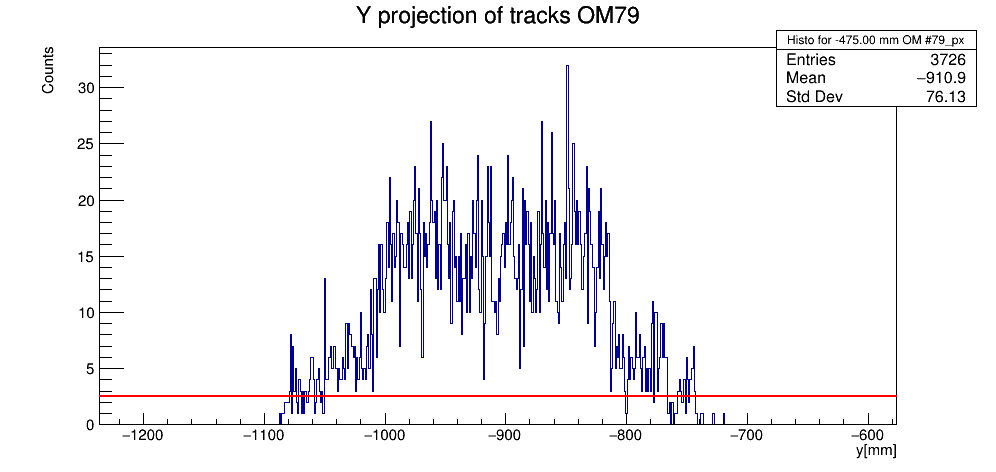 Y projection of tracks OM79
Histo for -475.00 mm OM #79_px
Entries 3726
Mean −910.9
Std Dev 76.13
Counts
30
25
20
15
10
5
0
−1200 −1100 −1000 −900 −800 −700 −600
y[mm]